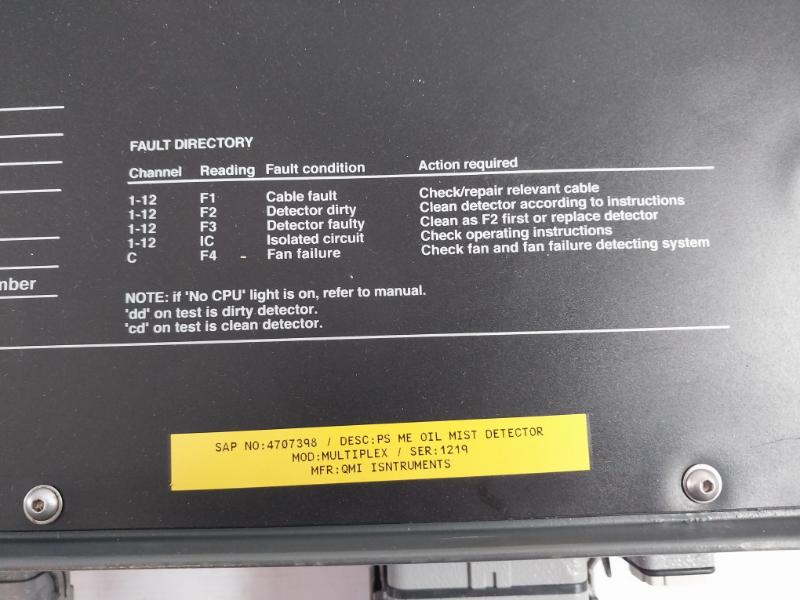 FAULT DIRECTORY
Channel Reading Fault condition Action required
1-12 F1 Cable fault Check/repair relevant cable
1-12 F2 Detector dirty Clean detector according to instructions
1-12 F3 Detector faulty Clean as F2 first or replace detector
1-12 IC Isolated circuit Check operating instructions
C F4 Fan failure Check fan and fan failure detecting system
mber
NOTE: if 'No CPU' light is on, refer to manual.
'dd' on test is dirty detector.
'cd' on test is clean detector.
SAP NO:4707398 / DESC:PS ME OIL MIST DETECTOR
MOD:MULTIPLEX / SER:1219
MFR:QMI ISNTRUMENTS